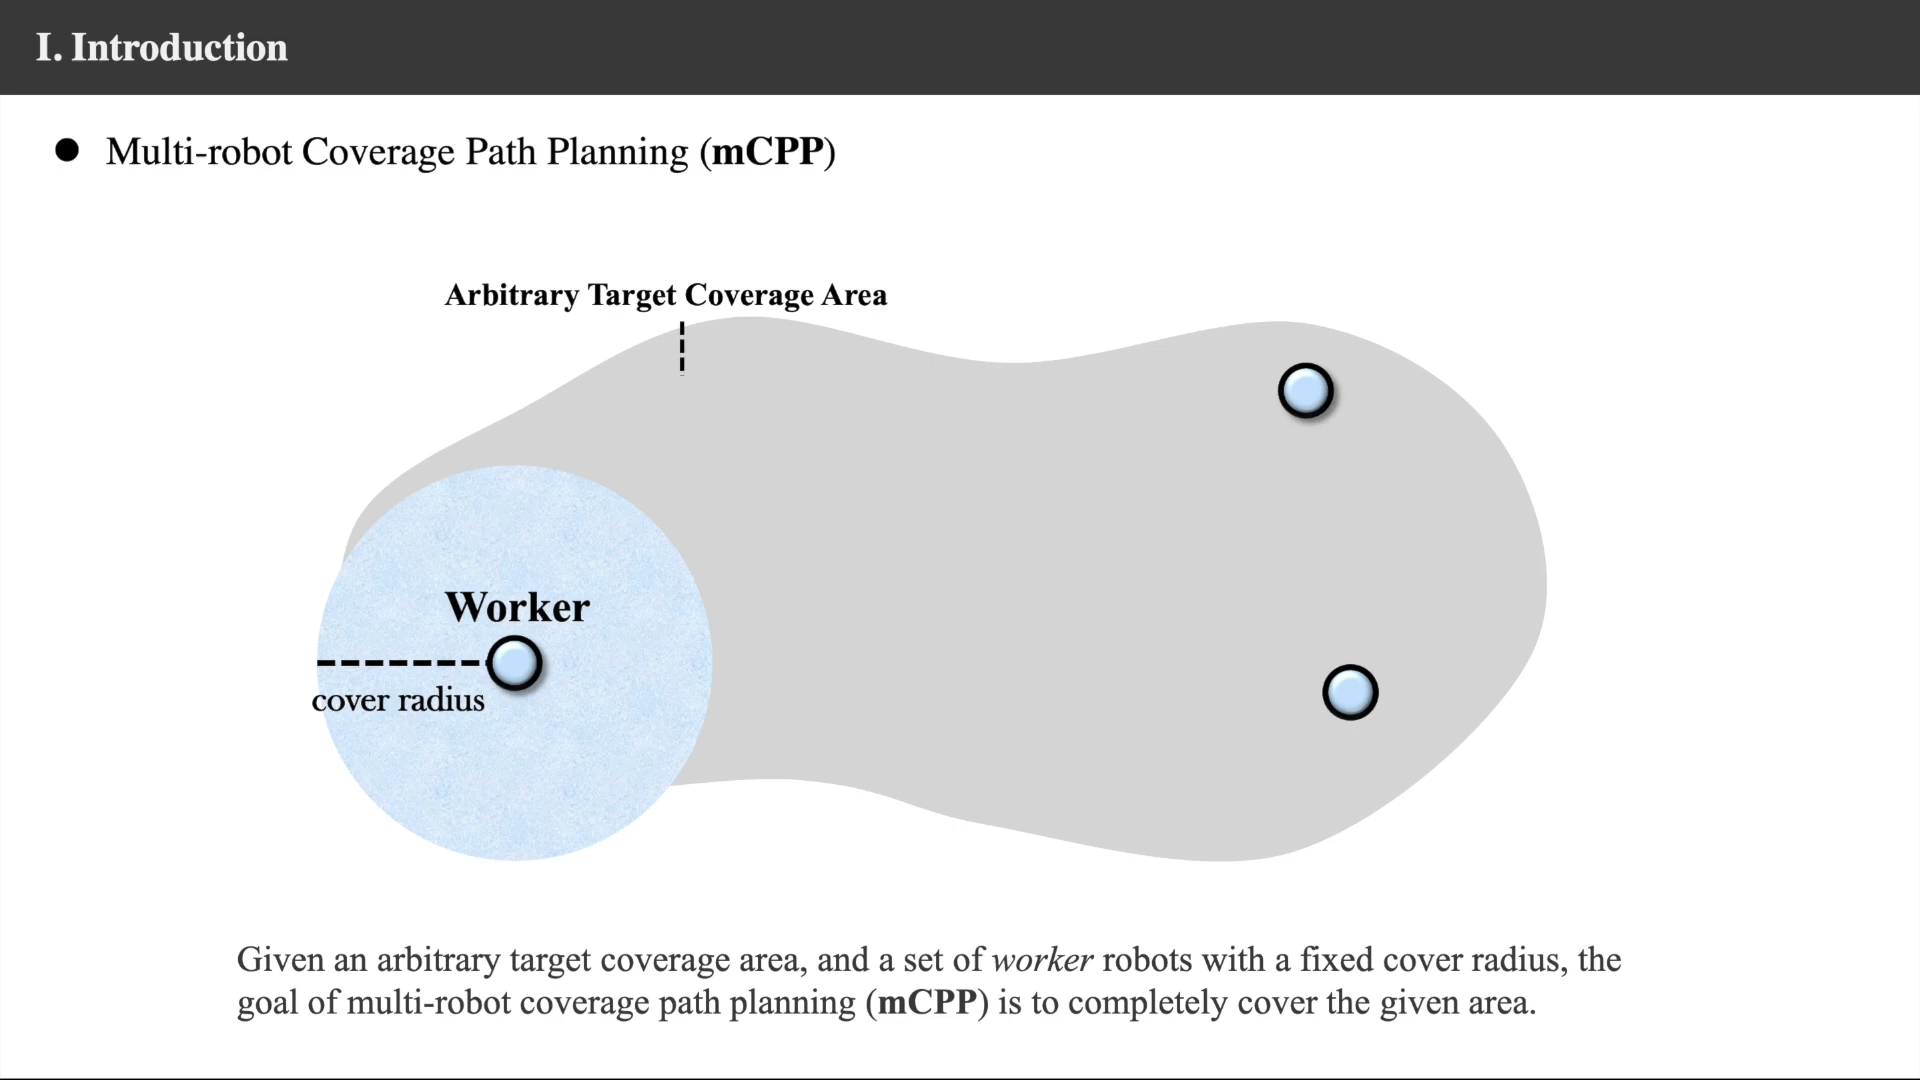 I. Introduction
● Multi-robot Coverage Path Planning (mCPP)
Arbitrary Target Coverage Area
Worker
cover radius
Given an arbitrary target coverage area, and a set of worker robots with a fixed cover radius, the
goal of multi-robot coverage path planning (mCPP) is to completely cover the given area.